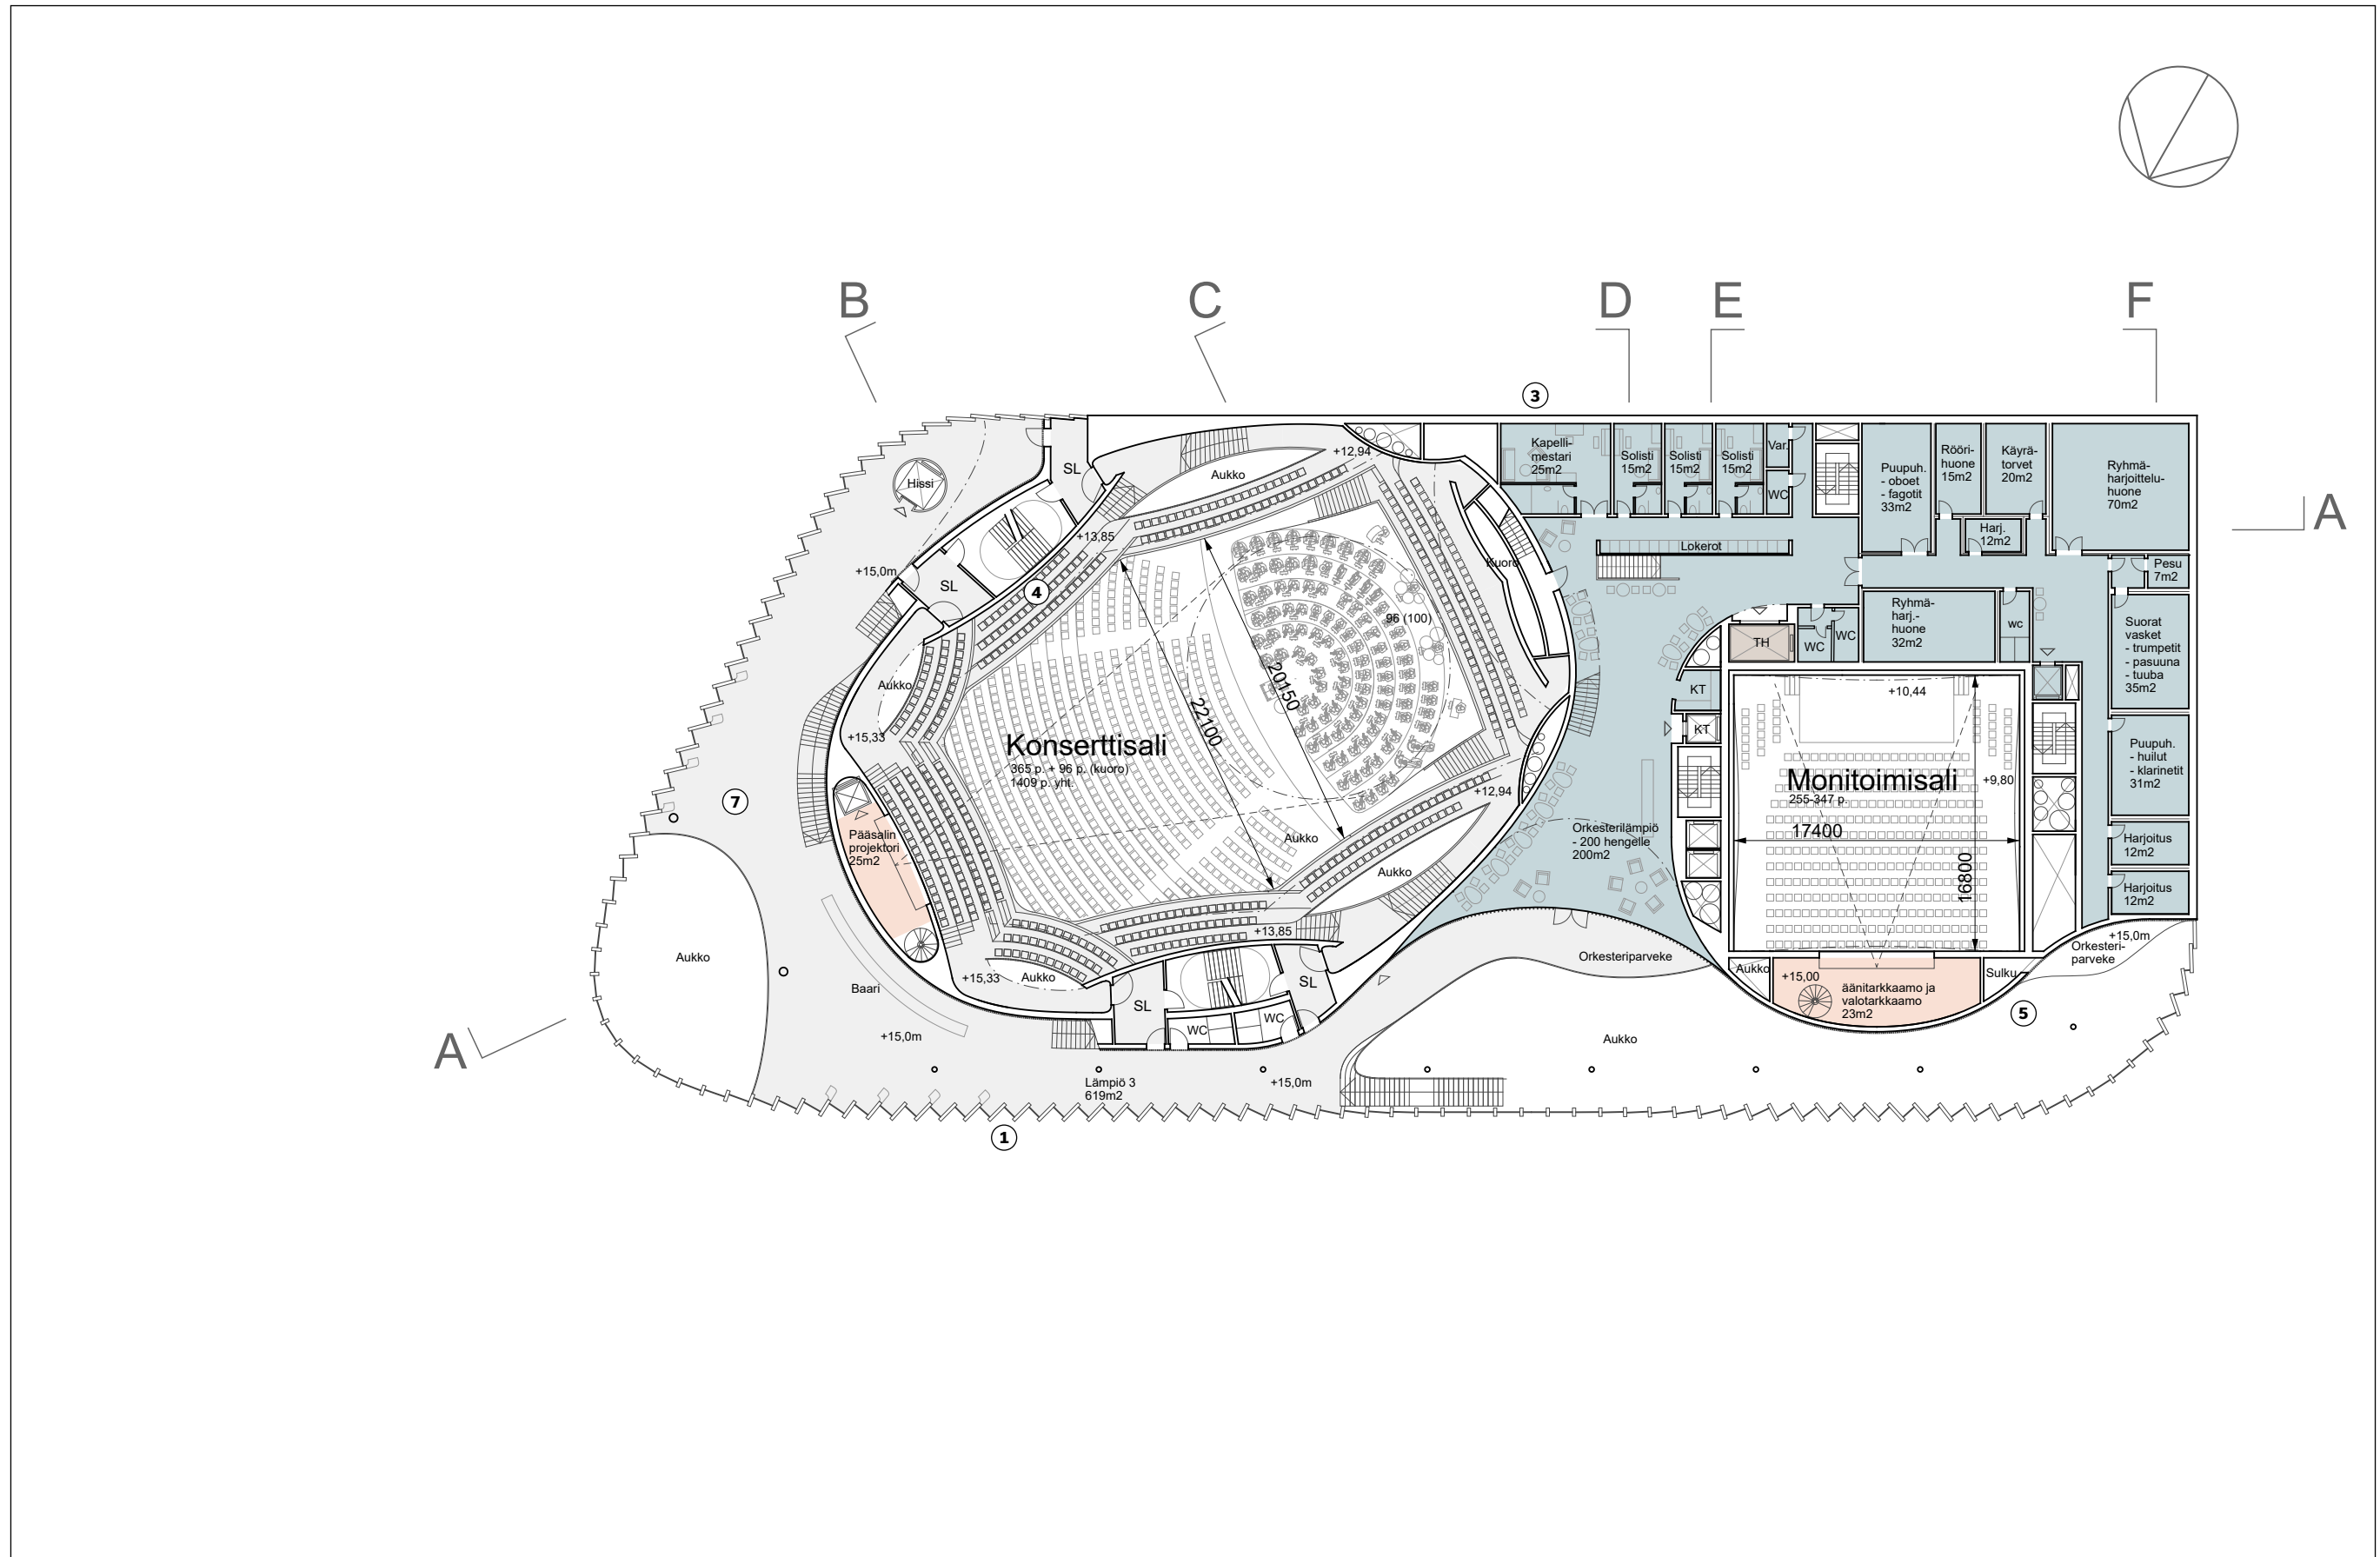 B
C
D
E
F
3
A
Hissi
SL
SL
+15,0m
+13,85
4
Aukko
+12,94
Kapelli-
mestari
25m2
Solisti
15m2
Solisti
15m2
Solisti
15m2
Var.
WC
Puupuh.
- oboet
- fagotit
33m2
Rööri-
huone
15m2
Käyrä-
torvet
20m2
Harj.
12m2
Ryhmä-
harjoittelu-
huone
70m2
Lokerot
Kuoro
Pesu
7m2
96 (100)
TH
WC
WC
Ryhmä-
harj.-
huone
32m2
wc
Suorat
vasket
- trumpetit
- pasuuna
- tuuba
35m2
Aukko
+15,33
22100
20150
KT
KT
+10,44
Konserttisali
365 p. + 96 p. (kuoro)
1409 p. yht.
Monitoimisali
255-347 p.
+9,80
17400
16800
Puupuh.
- huilut
- klarinetit
31m2
7
Pääsalin
projektori
25m2
+12,94
Aukko
Aukko
Orkesterilämpiö
- 200 hengelle
200m2
Harjoitus
12m2
Harjoitus
12m2
Aukko
+13,85
+15,33
Aukko
Baari
+15,0m
SL
SL
WC
WC
Orkesteriparveke
Aukko
+15,00
äänitarkkaamo ja
valotarkkaamo
23m2
Sulku
+15,0m
Orkesteri-
parveke
5
A
Aukko
Lämpiö 3
619m2
+15,0m
1